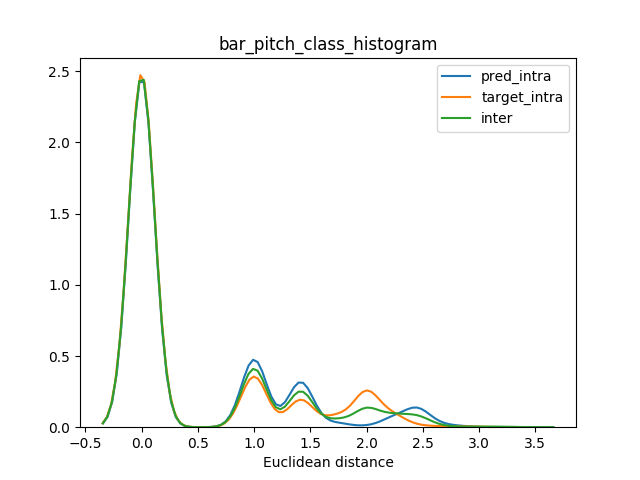 bar_pitch_class_histogram
pred_intra
target_intra
inter
2.5
2.0
1.5
1.0
0.5
0.0
−0.5 0.0 0.5 1.0 1.5 2.0 2.5 3.0 3.5
Euclidean distance